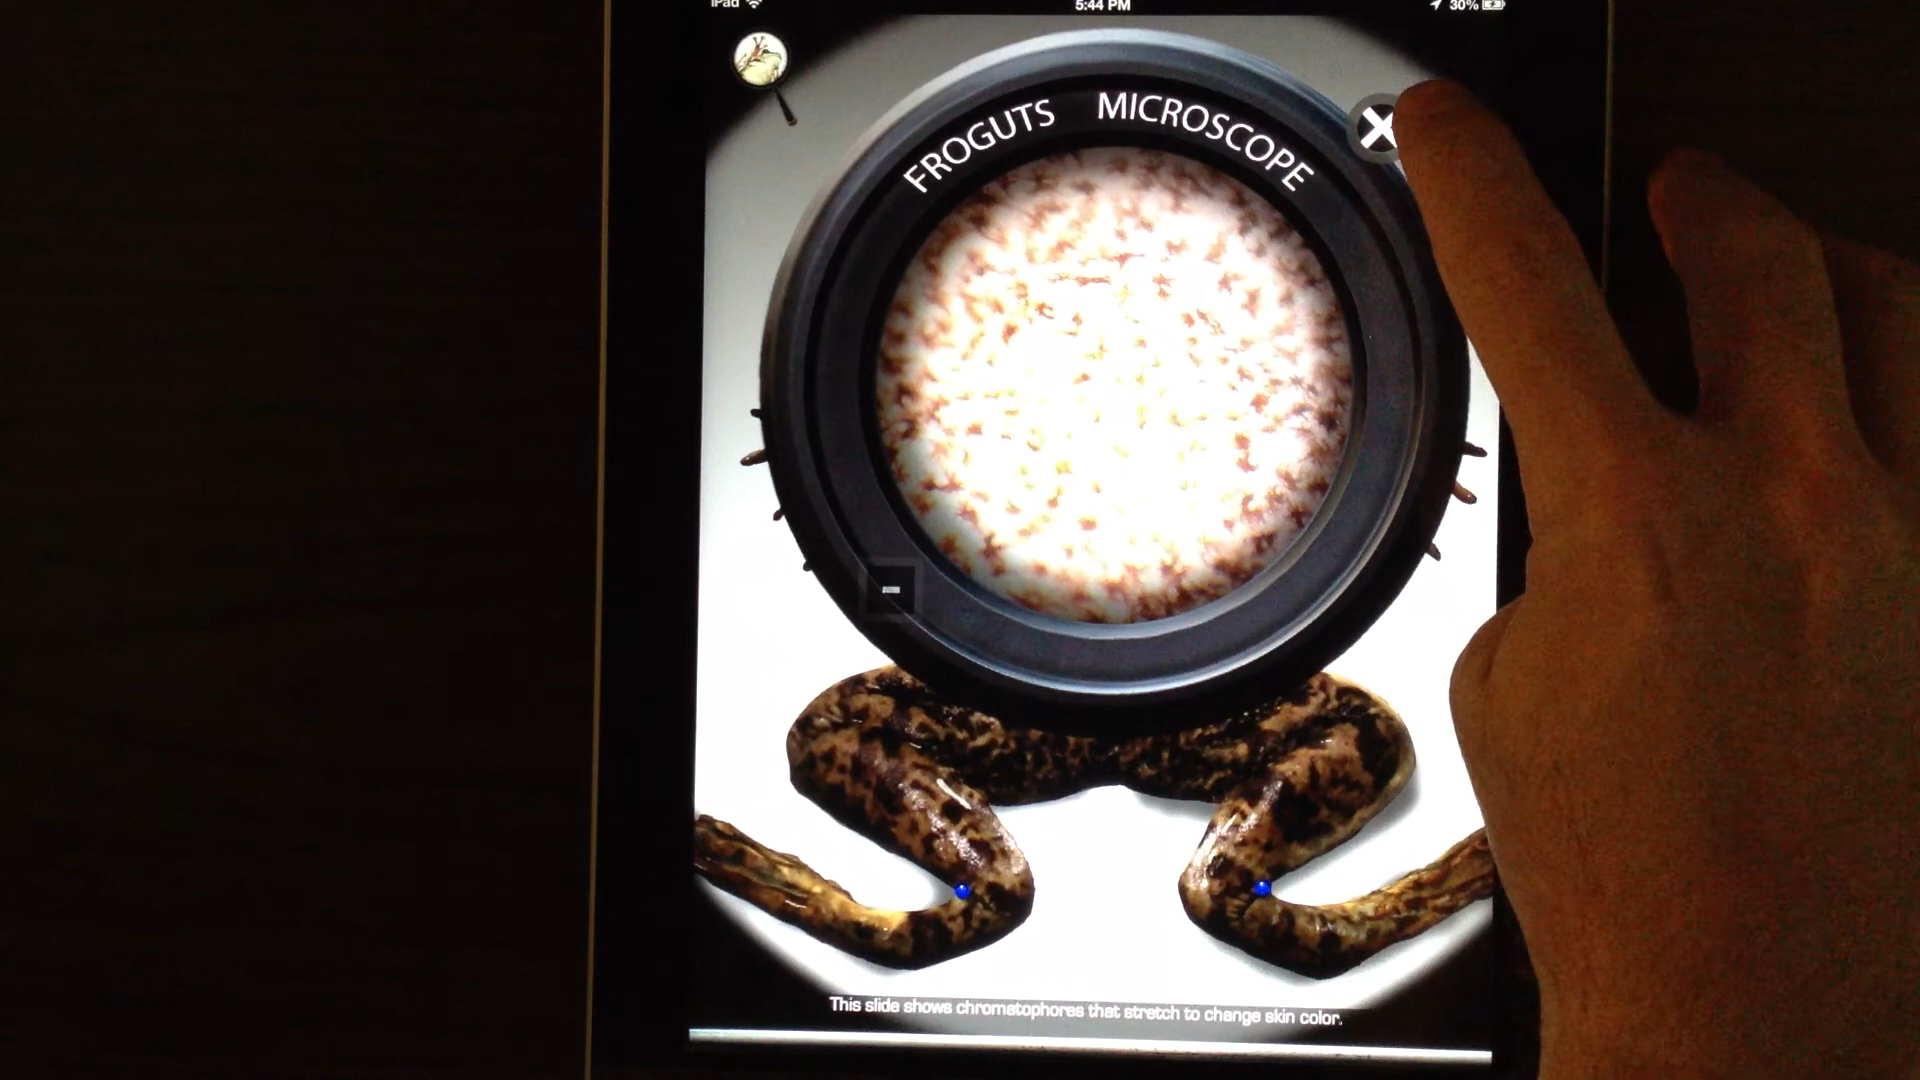 iPad 5:44 PM 30%
FROGUTS MICROSCOPE
This slide shows chromatophores that stretch to change skin color.